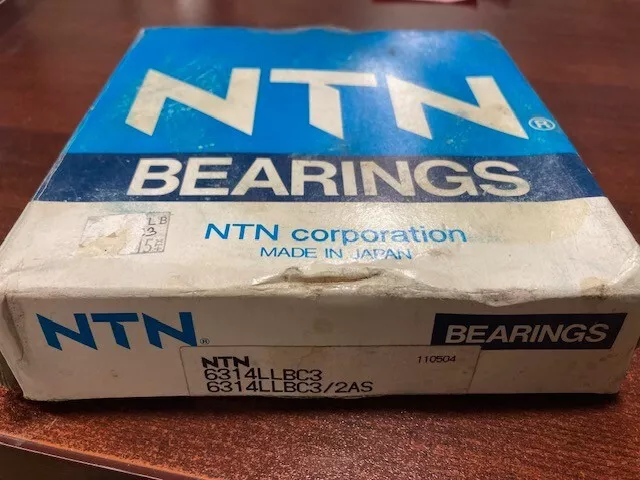 NTN®
BEARINGS
NTN corporation
MADE IN JAPAN
NTN®
BEARINGS
NTN
110504
6314LLBC3
6314LLBC3/2AS